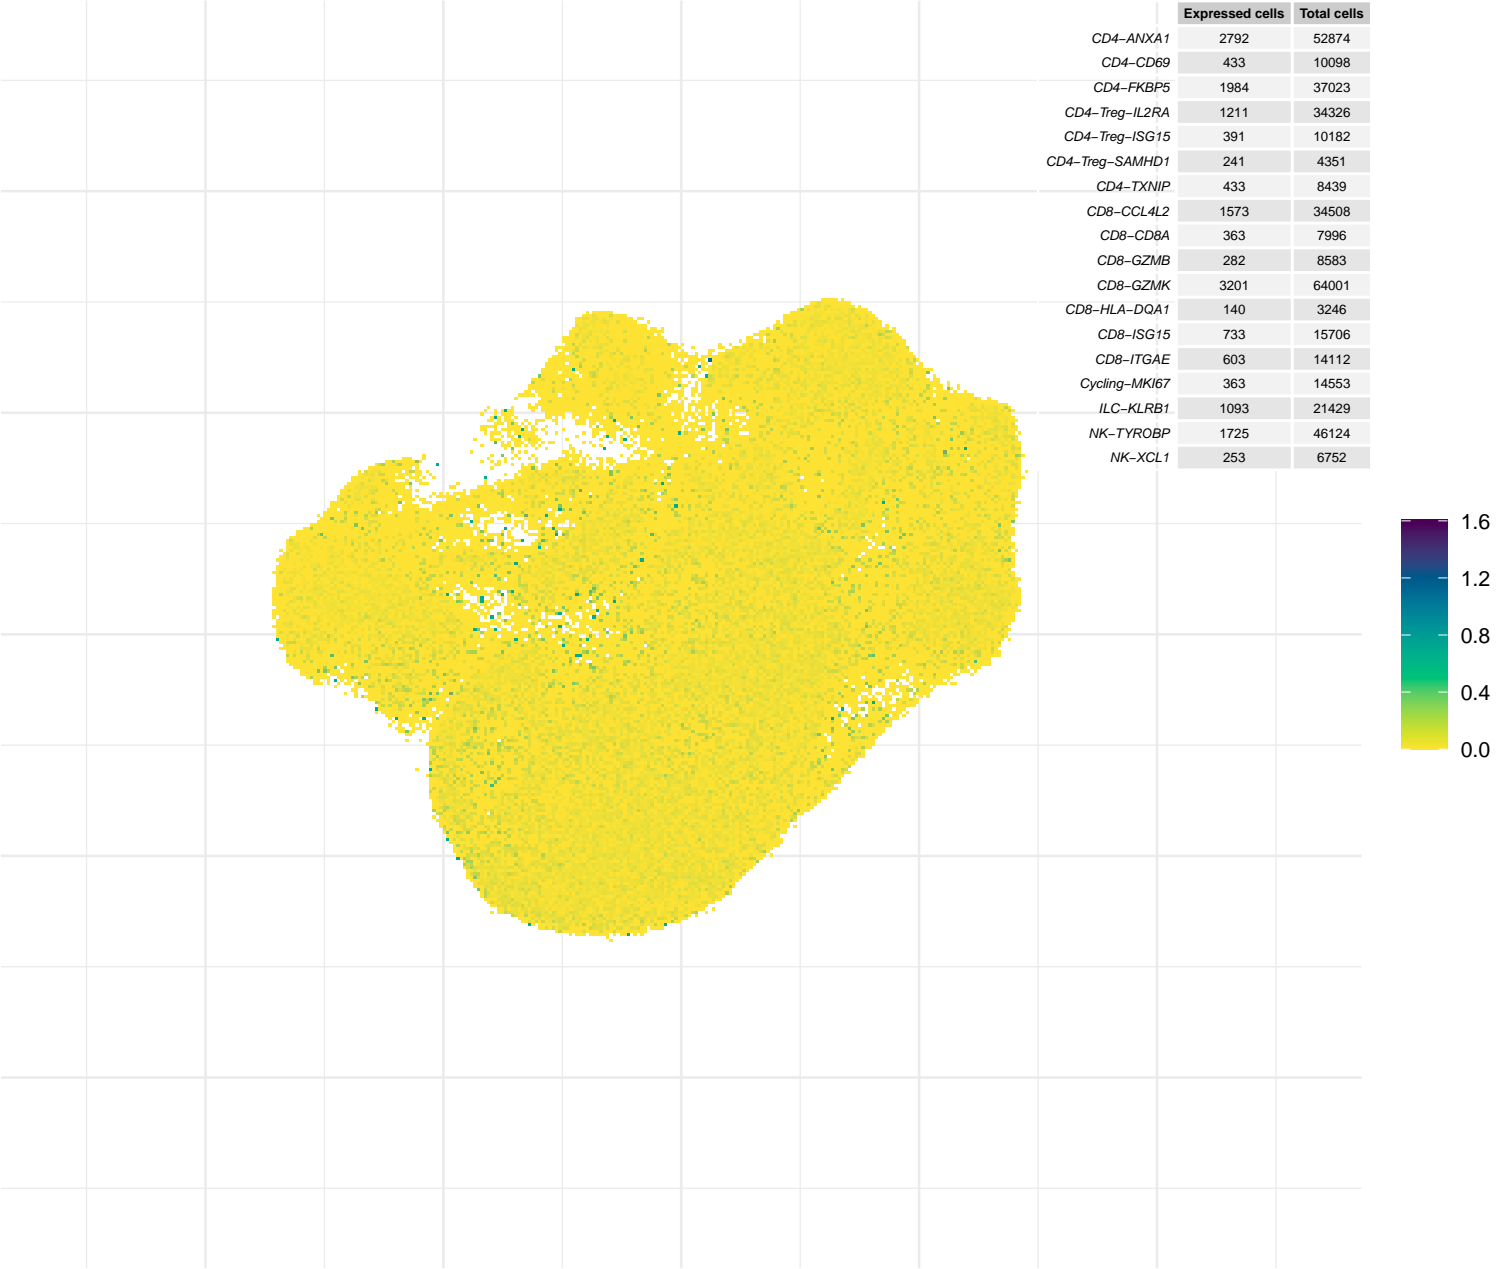 Expressed cells Total cells
CD4−ANXA1 2792 52874
CD4−CD69 433 10098
CD4−FKBP5 1984 37023
CD4−Treg−IL2RA 1211 34326
CD4−Treg−ISG15 391 10182
CD4−Treg−SAMHD1 241 4351
CD4−TXNIP 433 8439
CD8−CCL4L2 1573 34508
CD8−CD8A 363 7996
CD8−GZMB 282 8583
CD8−GZMK 3201 64001
CD8−HLA−DQA1 140 3246
CD8−ISG15 733 15706
CD8−ITGAE 603 14112
Cycling−MKI67 363 14553
ILC−KLRB1 1093 21429
NK−TYROBP 1725 46124
NK−XCL1 253 6752
1.6
1.2
0.8
0.4
0.0